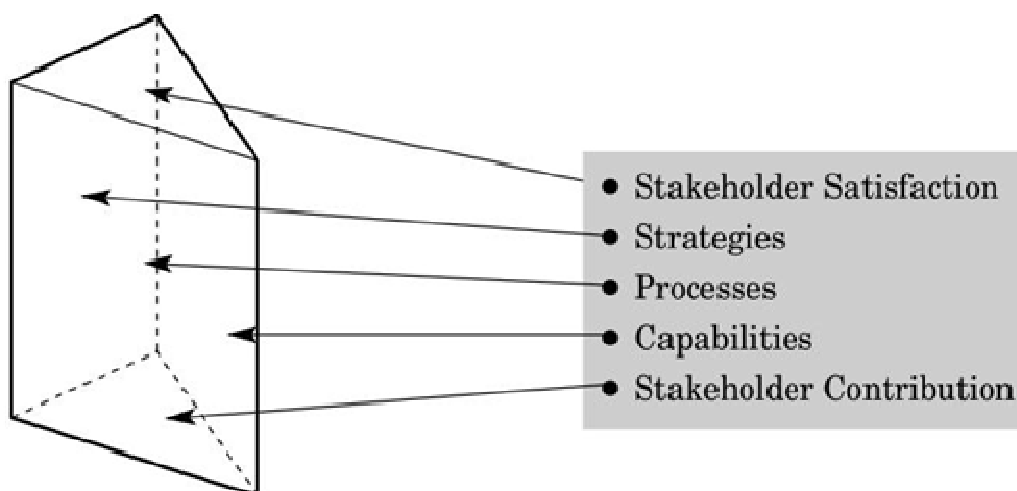 ● Stakeholder Satisfaction
● Strategies
● Processes
● Capabilities
● Stakeholder Contribution